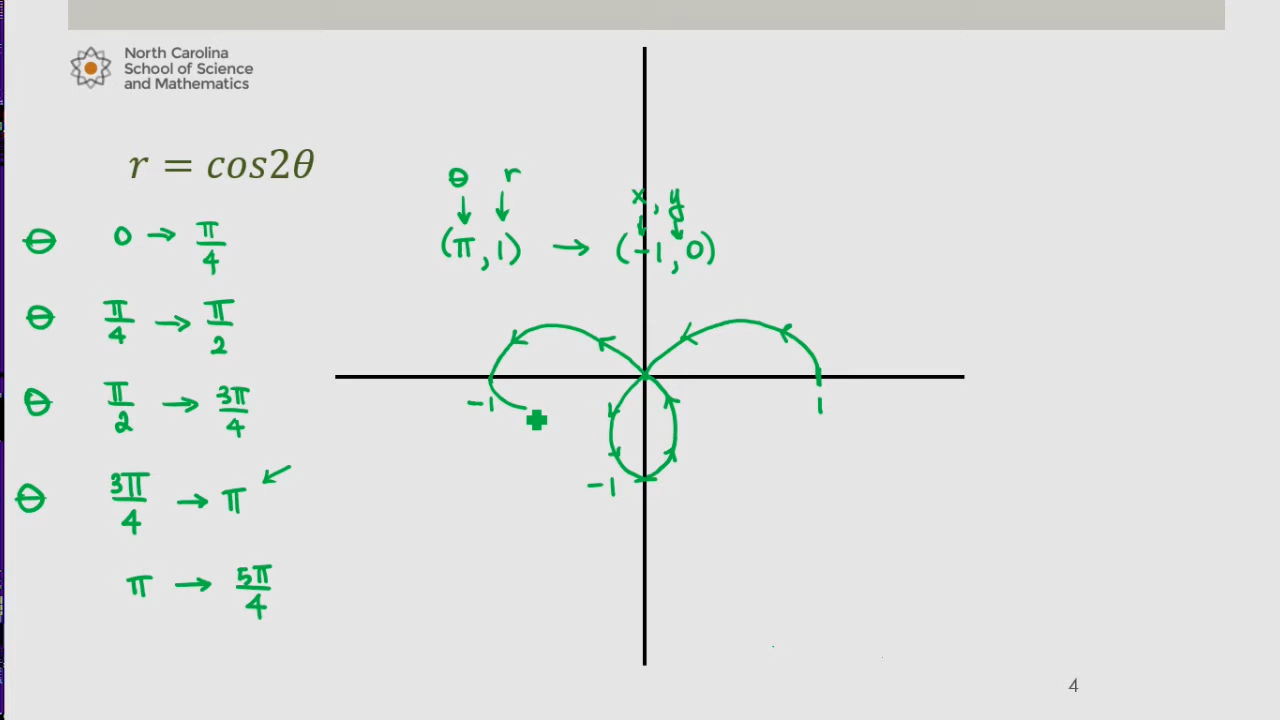 North Carolina
School of Science
and Mathematics
r = cos2θ
θ r
x, y
(π, 1) → (-1, 0)
θ 0 → π/4
θ π/4 → π/2
θ π/2 → 3π/4
θ 3π/4 → π
π → 5π/4
-1
1
-1
4